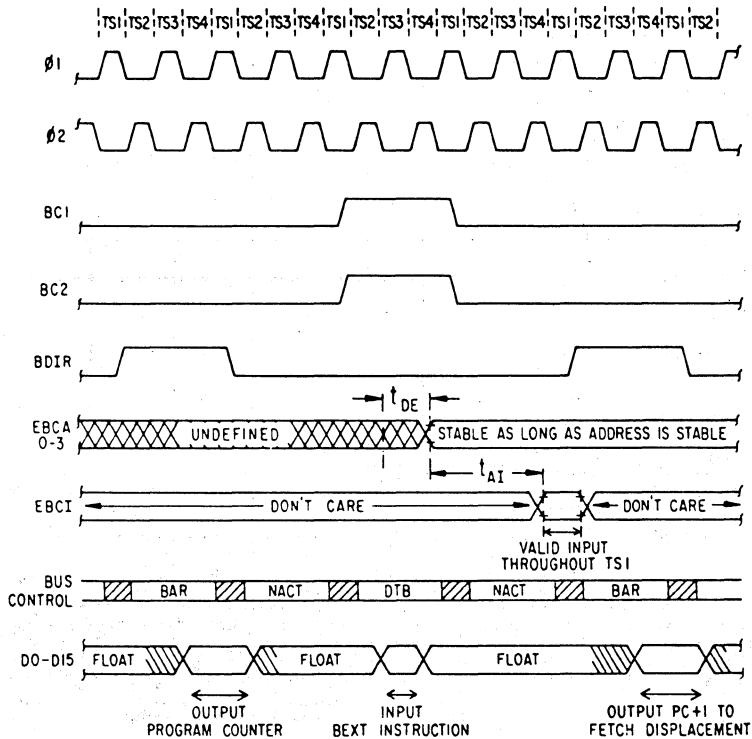 TS1 TS2 TS3 TS4 TS1 TS2 TS3 TS4 TS1 TS2 TS3 TS4 TS1 TS2 TS3 TS4 TS1 TS2 TS3 TS4 TS1 TS2
Ø1
Ø2
BC1
BC2
BDIR
tDE
EBCA
0-3
UNDEFINED
STABLE AS LONG AS ADDRESS IS STABLE
tAI
EBCI
DON'T CARE
DON'T CARE
VALID INPUT
THROUGHOUT TS1
BUS
CONTROL
BAR NACT DTB NACT BAR
D0-D15
FLOAT FLOAT FLOAT
OUTPUT
PROGRAM COUNTER
INPUT
BEXT INSTRUCTION
OUTPUT PC+1 TO
FETCH DISPLACEMENT